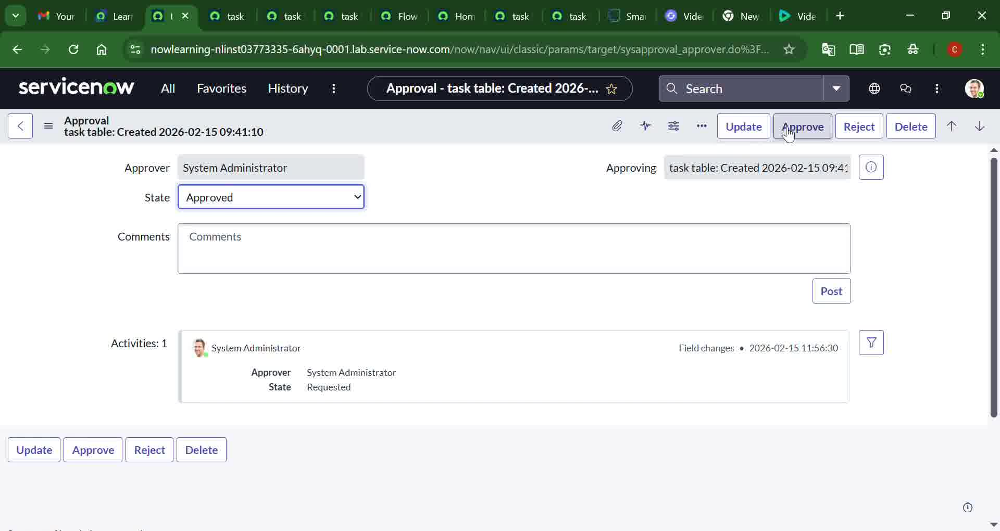 Your
Lear
task
task
task
Flow
Hom
task
task
Sma
Vide
New
Vide
nowlearning-nlinst03773335-6ahyq-0001.lab.service-now.com/now/nav/ui/classic/params/target/sysapproval_approver.do%3F...
C
servicenow
All
Favorites
History
Approval - task table: Created 2026-...
Search
Approval
task table: Created 2026-02-15 09:41:10
Update
Approve
Reject
Delete
Approver
System Administrator
Approving
task table: Created 2026-02-15 09:41
State
Approved
Comments
Comments
Post
Activities: 1
System Administrator
Field changes • 2026-02-15 11:56:30
Approver System Administrator
State Requested
Update
Approve
Reject
Delete